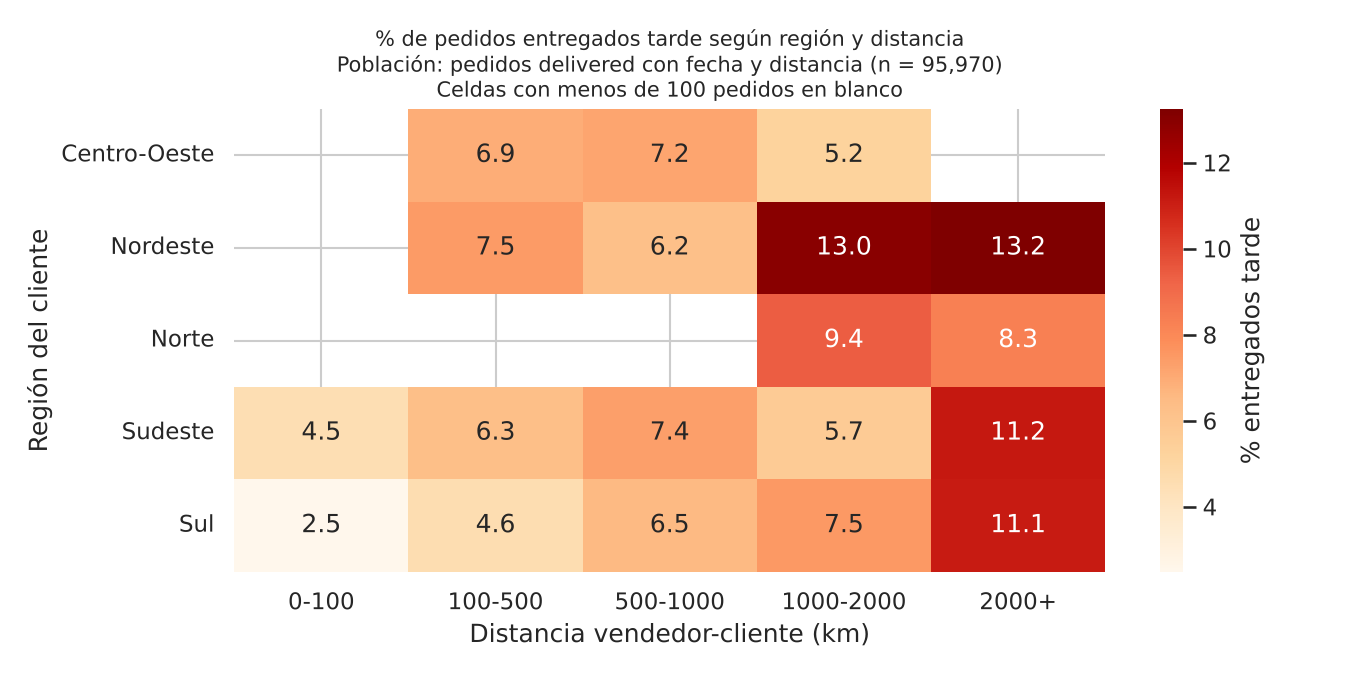 % de pedidos entregados tarde según región y distancia
Población: pedidos delivered con fecha y distancia (n = 95,970)
Celdas con menos de 100 pedidos en blanco
Región del cliente
Centro-Oeste 6.9 7.2 5.2
Nordeste 7.5 6.2 13.0 13.2
Norte 9.4 8.3
Sudeste 4.5 6.3 7.4 5.7 11.2
Sul 2.5 4.6 6.5 7.5 11.1
0-100 100-500 500-1000 1000-2000 2000+
Distancia vendedor-cliente (km)
12
10
8
6
4
% entregados tarde